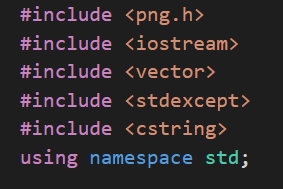 #include <png.h>
#include <iostream>
#include <vector>
#include <stdexcept>
#include <cstring>
using namespace std;